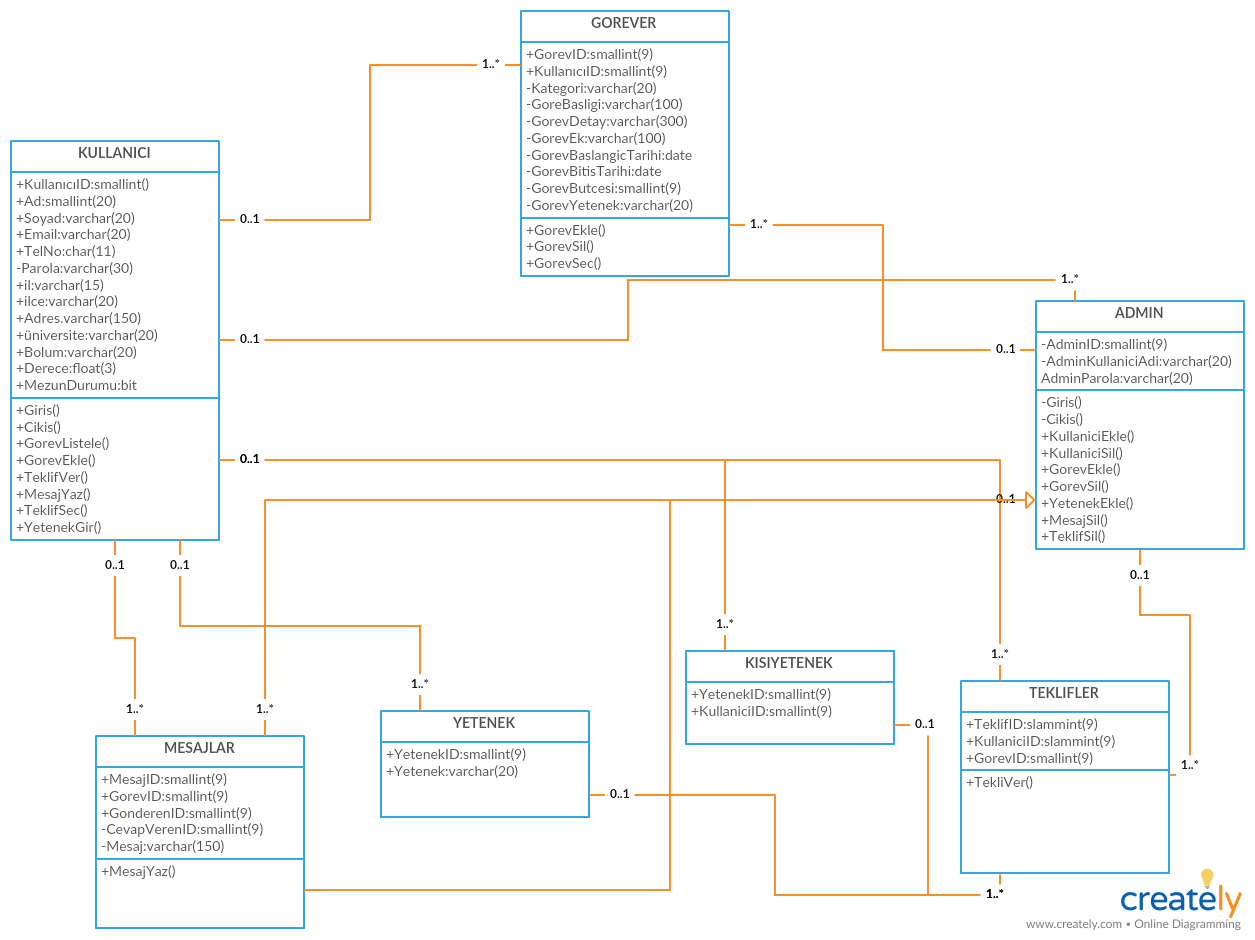 GOREVER
+GorevID:smallint(9)
+KullanıcıID:smallint(9)
-Kategori:varchar(20)
-GoreBasligi:varchar(100)
-GorevDetay:varchar(300)
-GorevEk:varchar(100)
-GorevBaslangicTarihi:date
-GorevBitisTarihi:date
-GorevButcesi:smallint(9)
-GorevYetenek:varchar(20)
+GorevEkle()
+GorevSil()
+GorevSec()
1..*
1..*
KULLANICI
+KullanıcıID:smallint()
+Ad:smallint(20)
+Soyad:varchar(20)
+Email:varchar(20)
+TelNo:char(11)
-Parola:varchar(30)
+il:varchar(15)
+ilce:varchar(20)
+Adres.varchar(150)
+üniversite:varchar(20)
+Bolum:varchar(20)
+Derece:float(3)
+MezunDurumu:bit
+Giris()
+Cikis()
+GorevListele()
+GorevEkle()
+TeklifVer()
+MesajYaz()
+TeklifSec()
+YetenekGir()
0..1
0..1
0..1
0..1
0..1
1..*
0..1
ADMIN
-AdminID:smallint(9)
-AdminKullaniciAdi:varchar(20)
AdminParola:varchar(20)
-Giris()
-Cikis()
+KullaniciEkle()
+KullaniciSil()
+GorevEkle()
+GorevSil()
+YetenekEkle()
+MesajSil()
+TeklifSil()
0..1
0..1
1..*
1..*
MESAJLAR
+MesajID:smallint(9)
+GorevID:smallint(9)
+GonderenID:smallint(9)
-CevapVerenID:smallint(9)
-Mesaj:varchar(150)
+MesajYaz()
1..*
YETENEK
+YetenekID:smallint(9)
+Yetenek:varchar(20)
0..1
1..*
KISIYETENEK
+YetenekID:smallint(9)
+KullaniciID:smallint(9)
0..1
1..*
TEKLIFLER
+TeklifID:slammint(9)
+KullaniciID:slammint(9)
+GorevID:smallint(9)
+TekliVer()
1..*
1..*
creately
www.creately.com • Online Diagramming